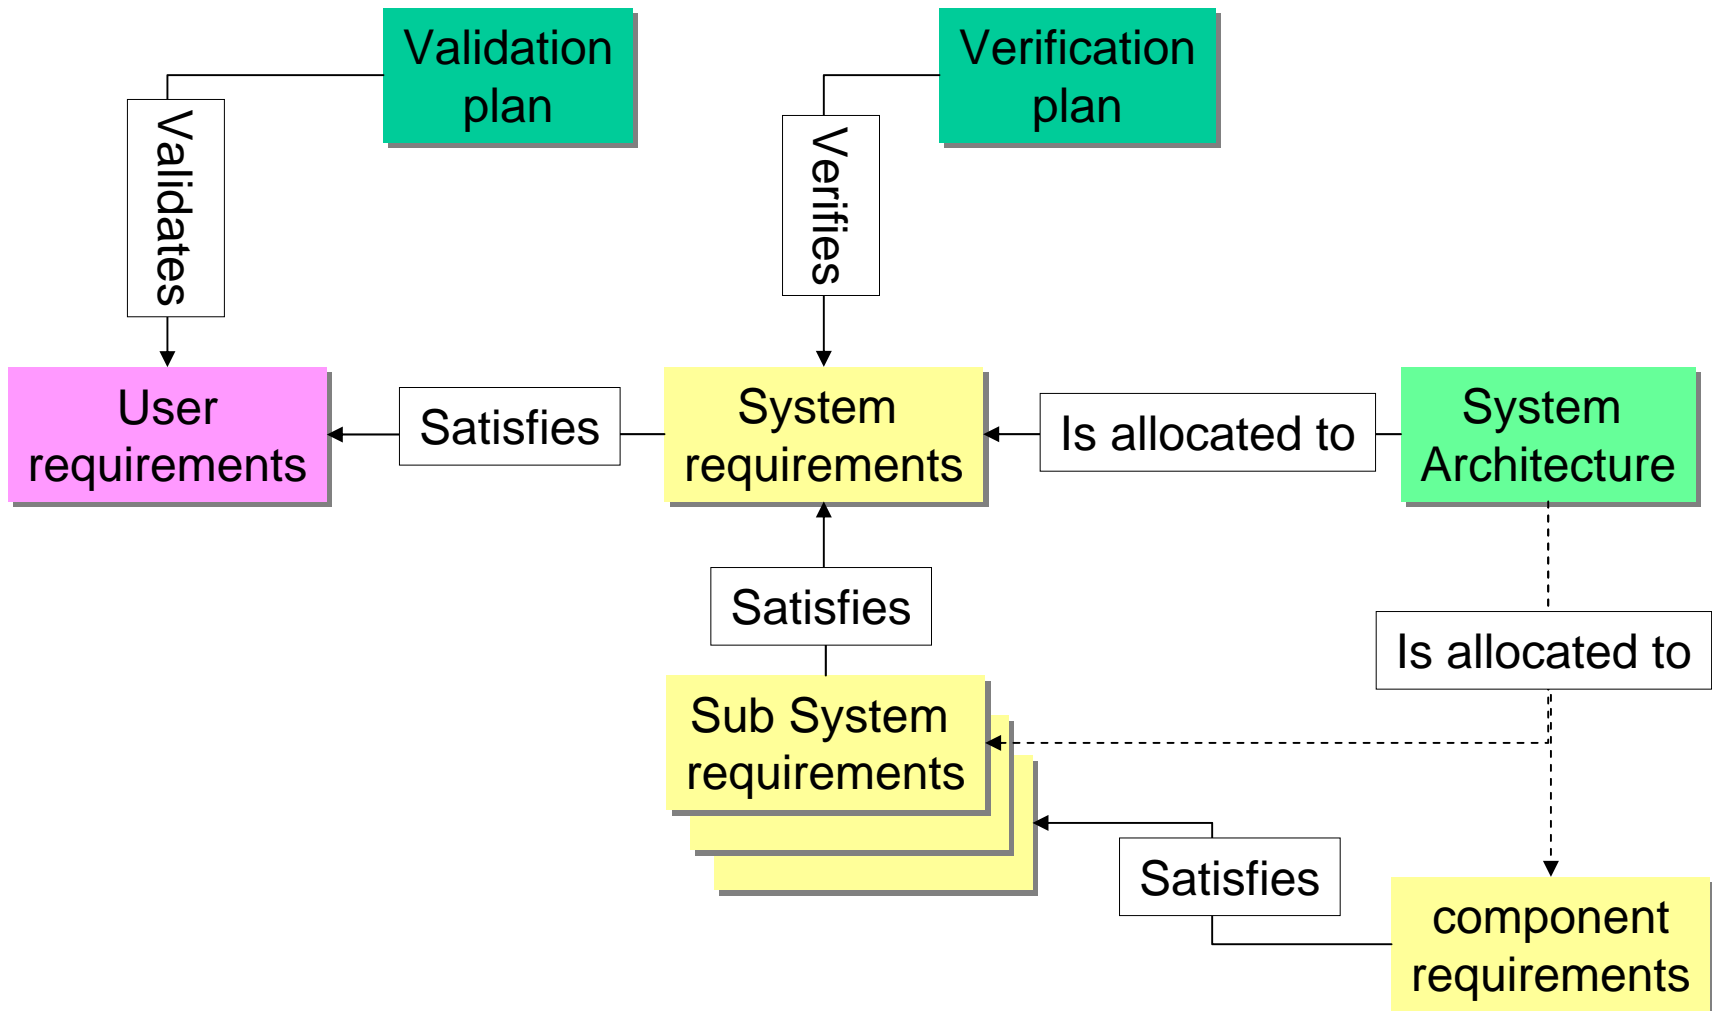 Validation
plan
Verification
plan
Validates
Verifies
User
requirements
Satisfies
System
requirements
Is allocated to
System
Architecture
Satisfies
Is allocated to
Sub System
requirements
Satisfies
component
requirements